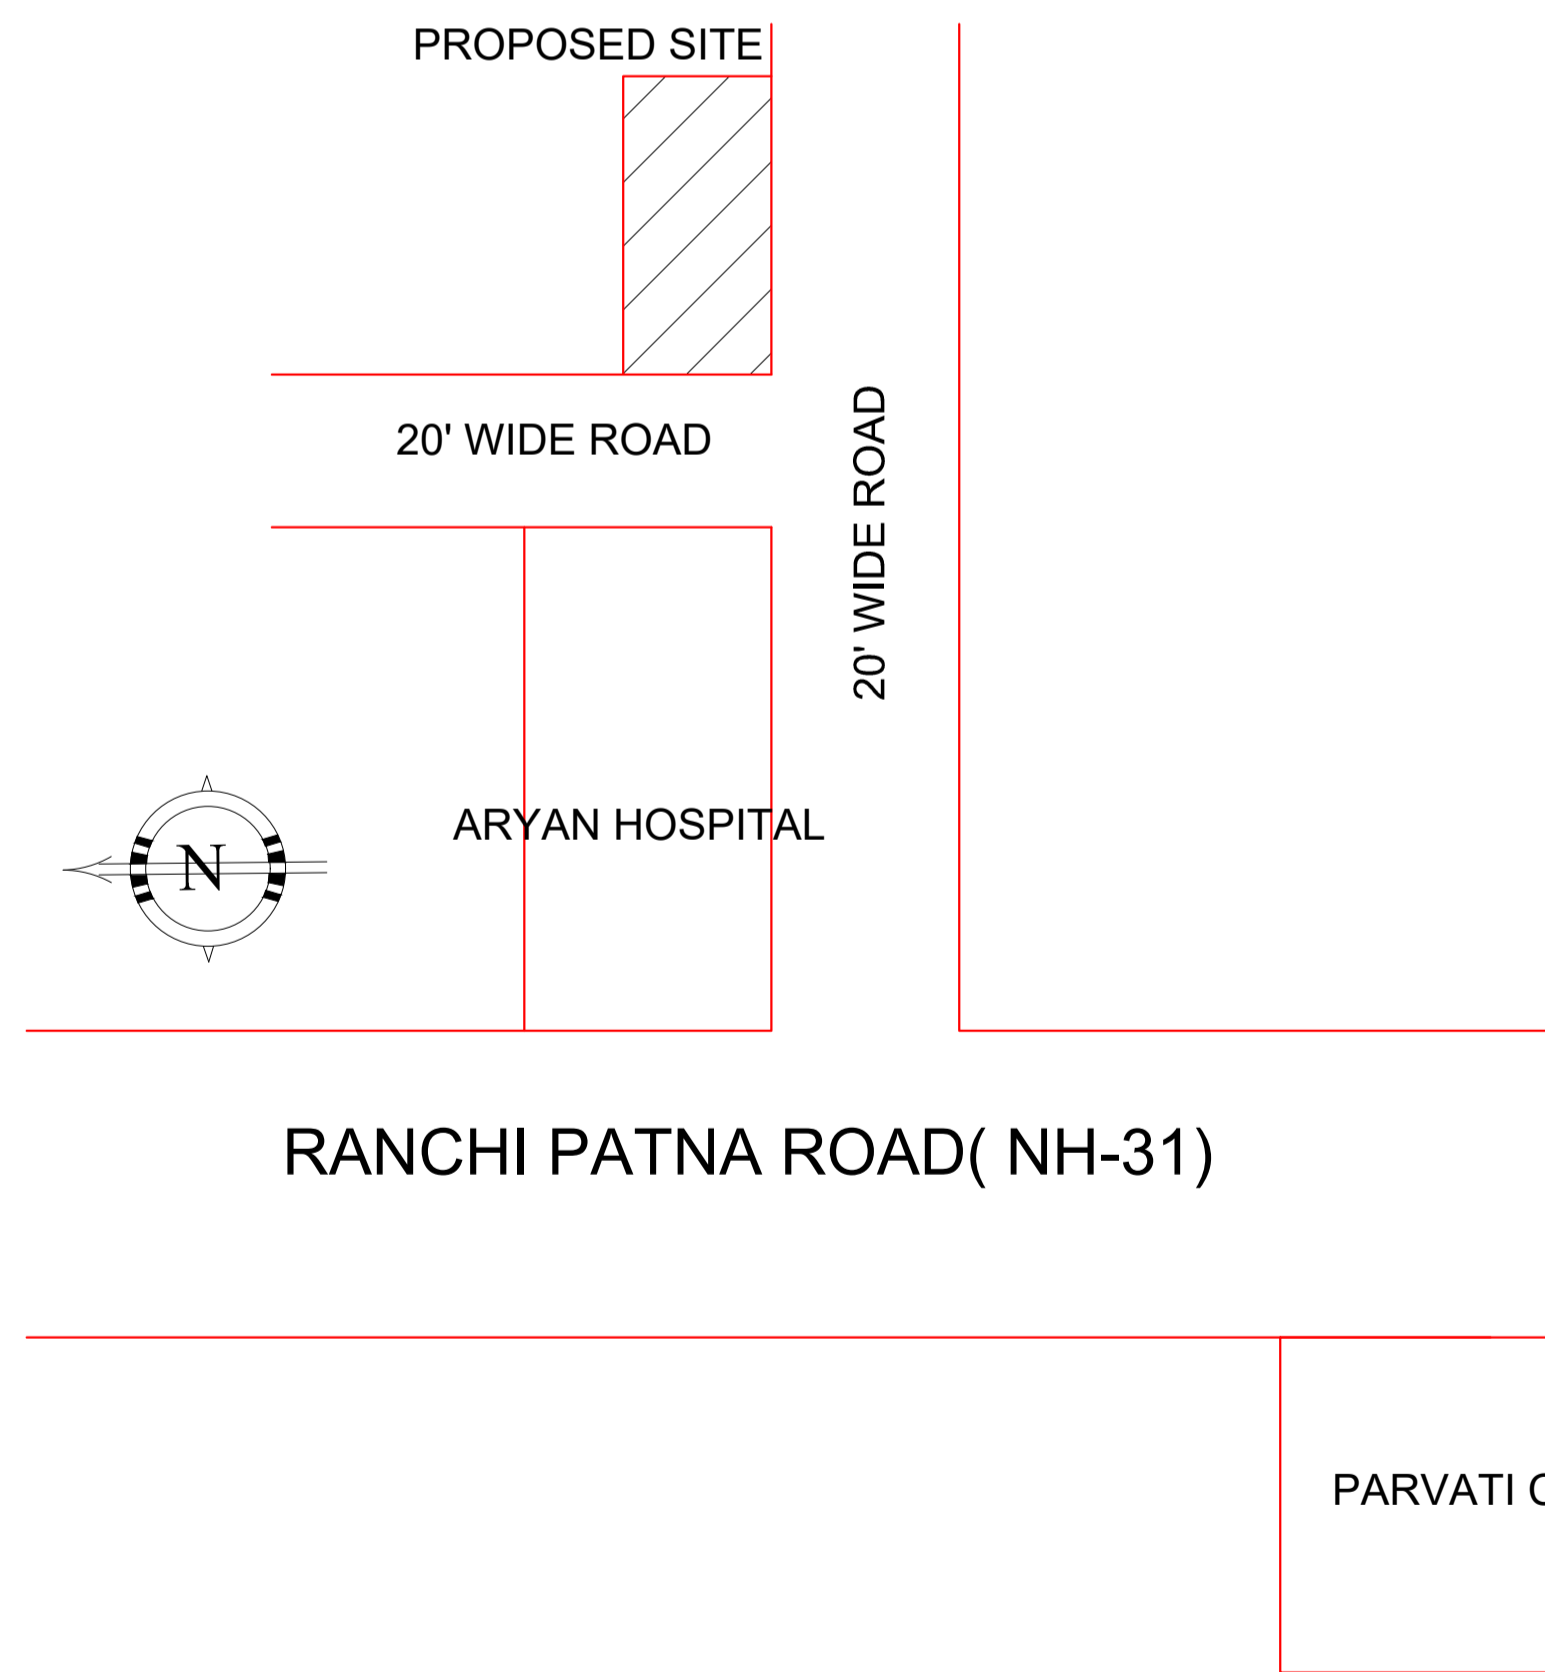 PROPOSED SITE
20' WIDE ROAD
20' WIDE ROAD
ARYAN HOSPITAL
N
RANCHI PATNA ROAD( NH-31)
PARVATI